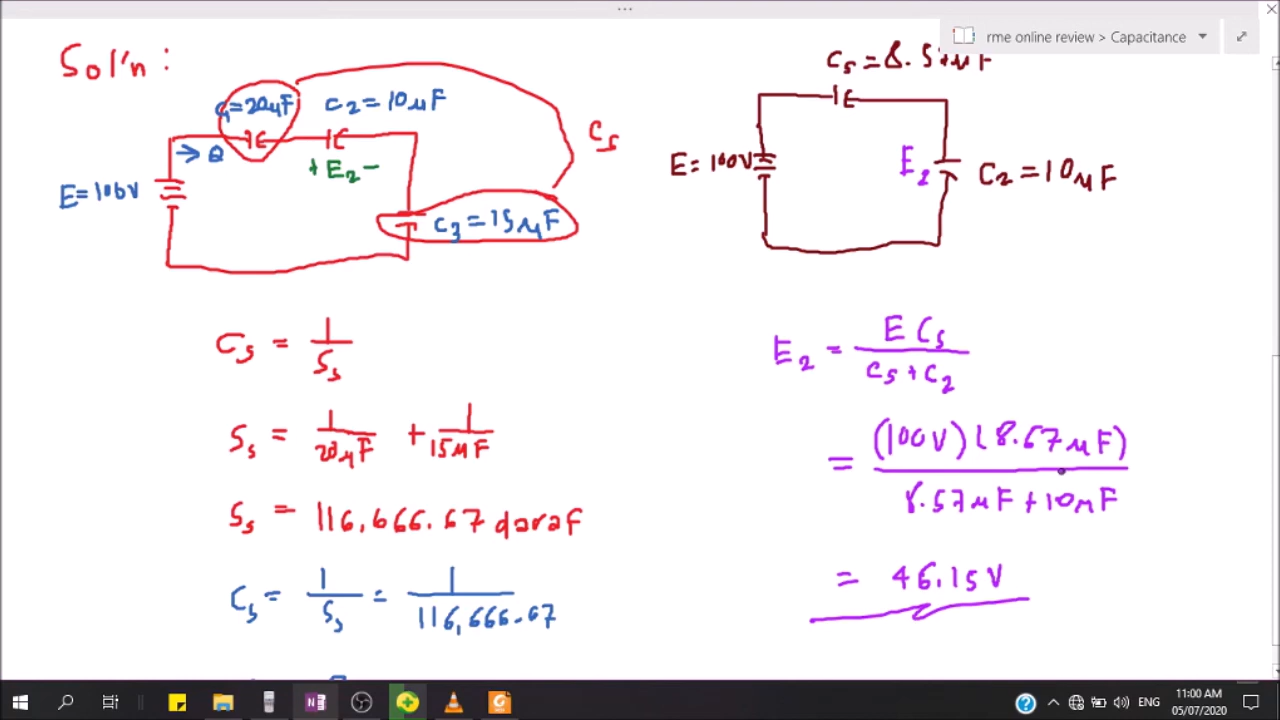 rme online review > Capacitance
Sol'n :
C1=20μF C2=10μF
→ Q
+ E2 -
E=100V
C3=15μF
Cs
Cs = 8.57μF
E=100V
E2
C2=10μF
Cs = 1/Ss
Ss = 1/20μF + 1/15μF
Ss = 116,666.67 daraf
Cs = 1/Ss = 1/116,666.67
E2 = E Cs / Cs + C2
= (100V)(8.67μF) / 8.57μF + 10μF
= 46.15V
ENG
11:00 AM
05/07/2020